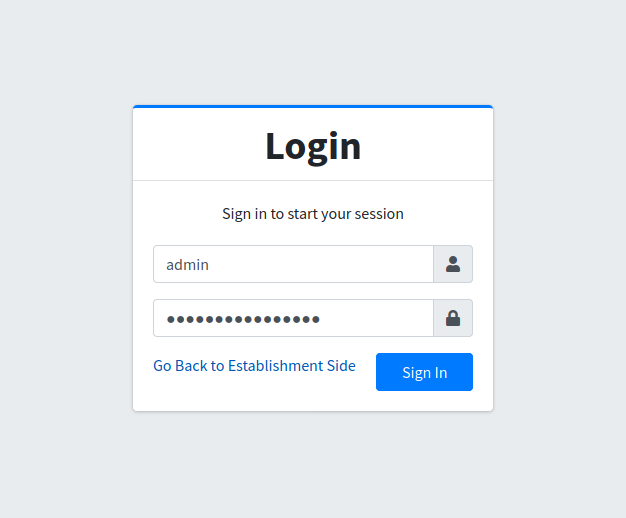 Login
Sign in to start your session
admin
●●●●●●●●●●●●●●●●
Go Back to Establishment Side
Sign In